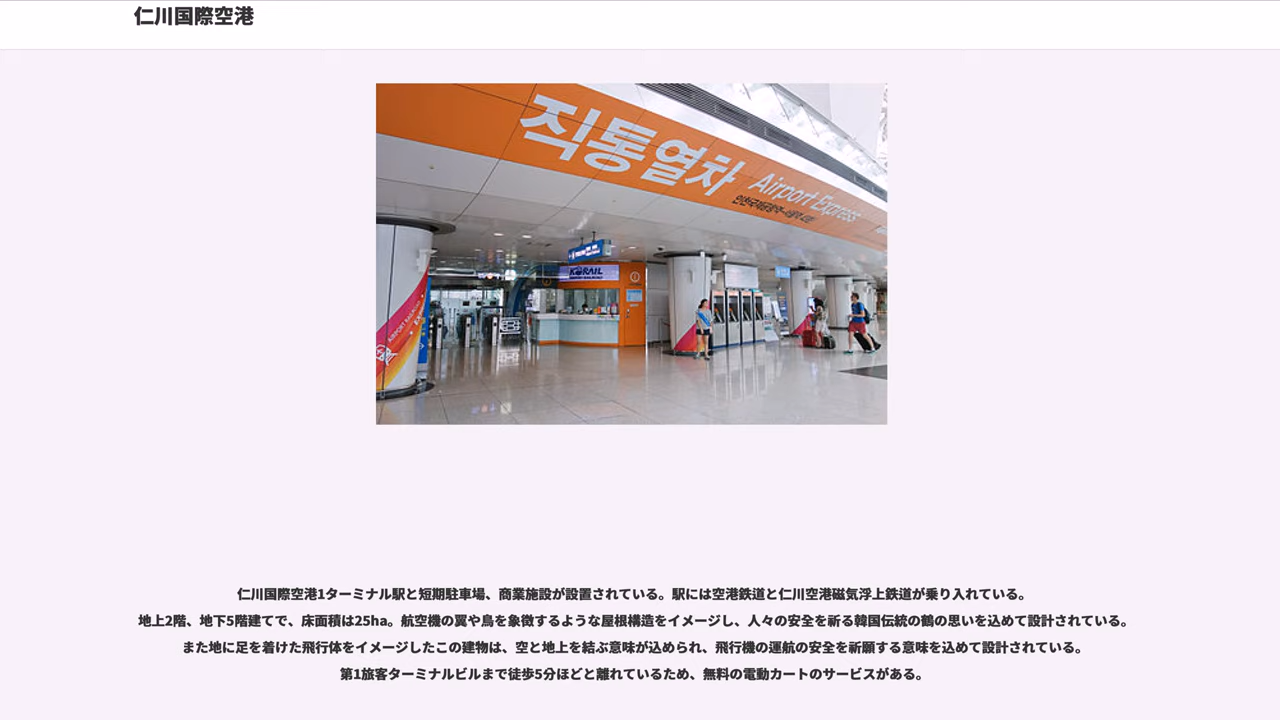 仁川国際空港
직통열차 Airport Express
KORAIL
AIRPORT RAILROAD
仁川国際空港1ターミナル駅と短期駐車場、商業施設が設置されている。駅には空港鉄道と仁川空港磁気浮上鉄道が乗り入れている。
地上2階、地下5階建てで、床面積は25ha。航空機の翼や鳥を象徴するような屋根構造をイメージし、人々の安全を祈る韓国伝統の鶴の思いを込めて設計されている。
また地に足を着けた飛行体をイメージしたこの建物は、空と地上を結ぶ意味が込められ、飛行機の運航の安全を祈願する意味を込めて設計されている。
第1旅客ターミナルビルまで徒歩5分ほどと離れているため、無料の電動カートのサービスがある。